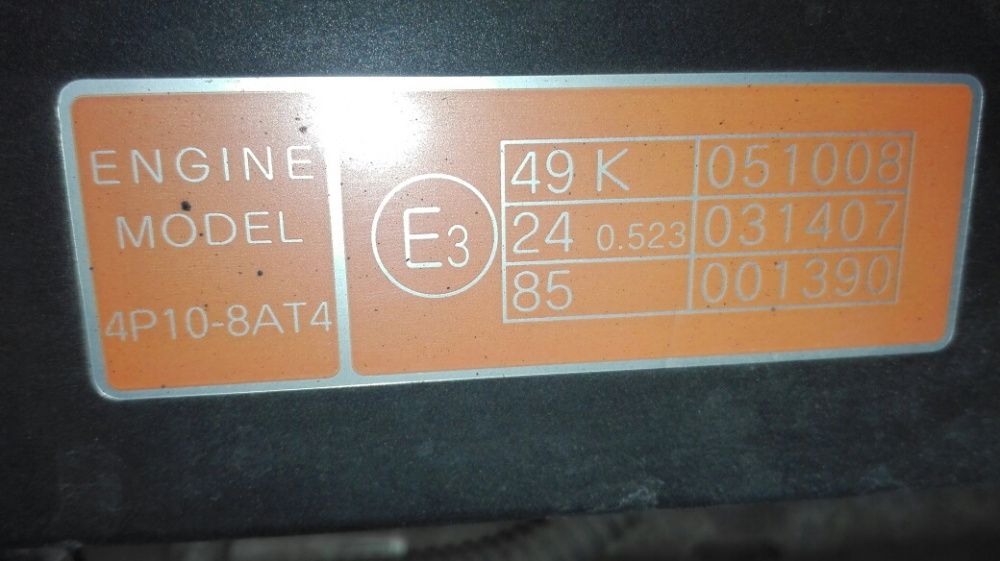 ENGINE
MODEL
4P10-8AT4
E3
49 K 051008
24 0.523 031407
85 001390